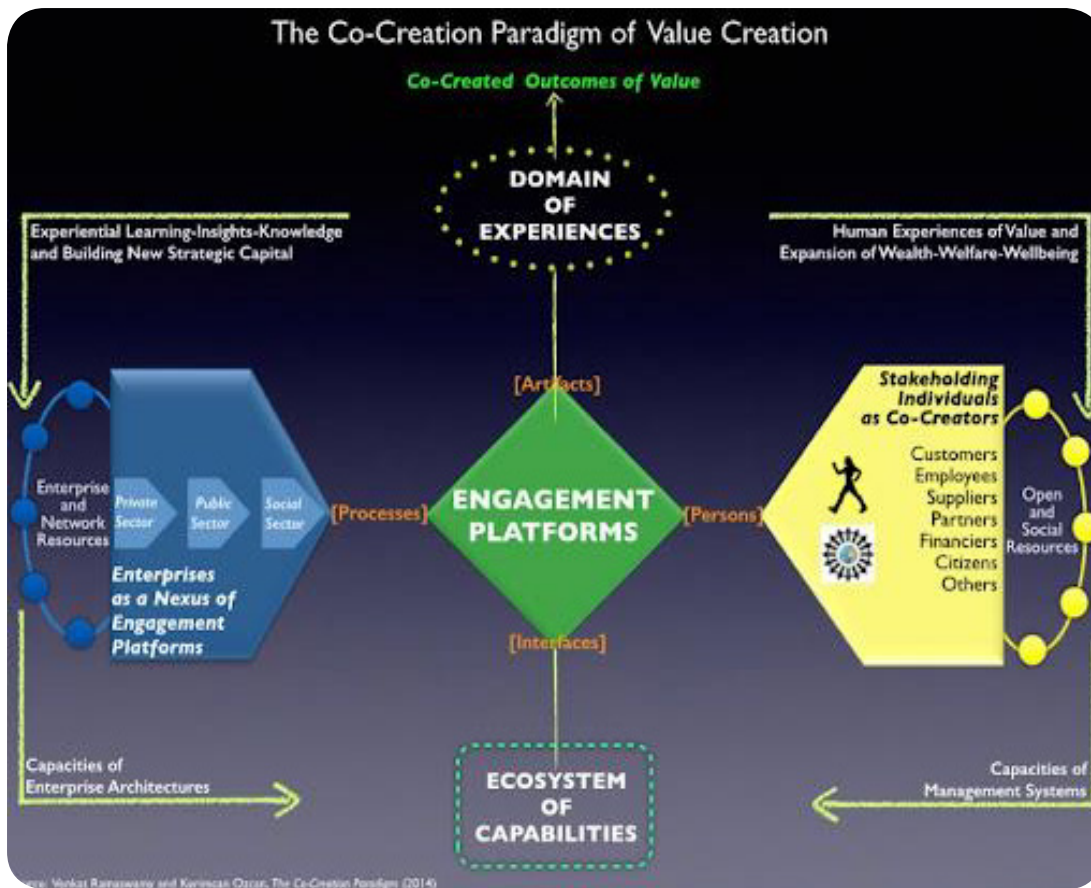 The Co-Creation Paradigm of Value Creation
Co-Created Outcomes of Value
DOMAIN
OF
EXPERIENCES
Experiential Learning-Insights-Knowledge
and Building New Strategic Capital
Human Experiences of Value and
Expansion of Wealth-Welfare-Wellbeing
[Artifacts]
Enterprise
and
Network
Resources
Private
Sector
Public
Sector
Social
Sector
Enterprises
as a Nexus of
Engagement
Platforms
[Processes]
ENGAGEMENT
PLATFORMS
[Persons]
Stakeholding
Individuals
as Co-Creators
Customers
Employees
Suppliers
Partners
Financiers
Citizens
Others
Open
and
Social
Resources
[Interfaces]
Capacities of
Enterprise Architectures
ECOSYSTEM
OF
CAPABILITIES
Capacities of
Management Systems
Venkat Ramaswamy and Ozcan, The Co-Creation Paradigm (2014)